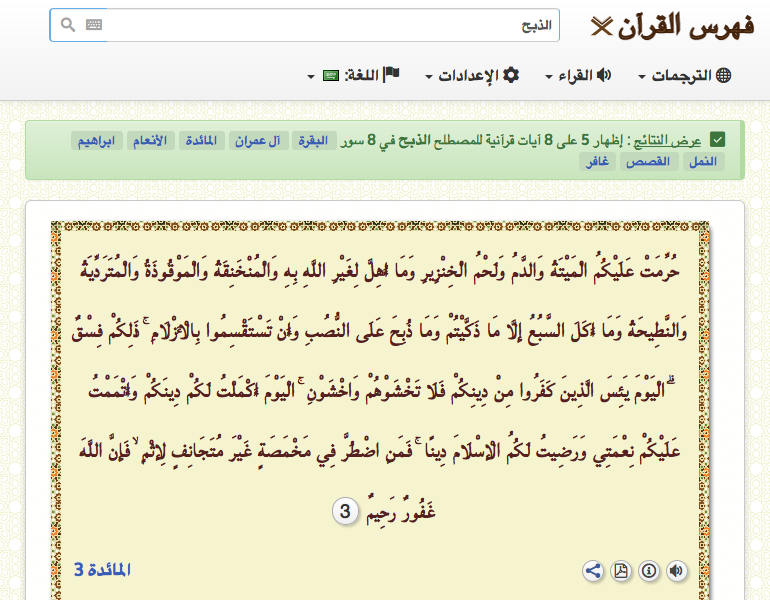 فهرس القرآن
الذبح
الترجمات
القراء
الإعدادات
اللغة:
عرض النتائج : إظهار 5 على 8 آيات قرآنية للمصطلح الذبح في 8 سور البقرة آل عمران المائدة الأنعام ابراهيم
النمل القصص غافر
حُرِّمَتْ عَلَيْكُمُ الْمَيْتَةُ وَالدَّمُ وَلَحْمُ الْخِنْزِيرِ وَمَا أُهِلَّ لِغَيْرِ اللَّهِ بِهِ وَالْمُنْخَنِقَةُ وَالْمَوْقُوذَةُ وَالْمُتَرَدِّيَةُ
وَالنَّطِيحَةُ وَمَا أَكَلَ السَّبُعُ إِلَّا مَا ذَكَّيْتُمْ وَمَا ذُبِحَ عَلَى النُّصُبِ وَأَنْ تَسْتَقْسِمُوا بِالْأَزْلَامِ ۚ ذَلِكُمْ فِسْقٌ
ۗ الْيَوْمَ يَئِسَ الَّذِينَ كَفَرُوا مِنْ دِينِكُمْ فَلَا تَخْشَوْهُمْ وَاخْشَوْنِ ۚ الْيَوْمَ أَكْمَلْتُ لَكُمْ دِينَكُمْ وَأَتْمَمْتُ
عَلَيْكُمْ نِعْمَتِي وَرَضِيتُ لَكُمُ الْإِسْلَامَ دِينًا ۚ فَمَنِ اضْطُرَّ فِي مَخْمَصَةٍ غَيْرَ مُتَجَانِفٍ لِإِثْمٍ ۙ فَإِنَّ اللَّهَ
غَفُورٌ رَحِيمٌ 3
المائدة 3